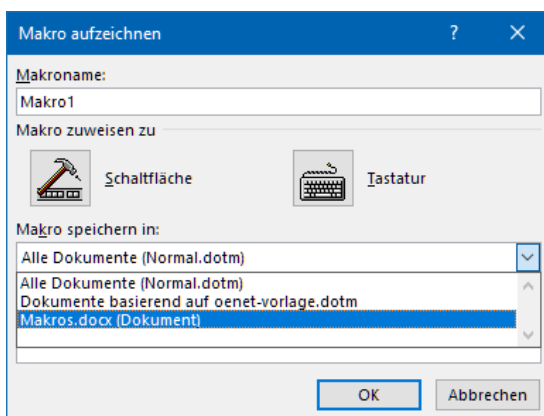 Makro aufzeichnen ? ×
Makroname:
Makro1
Makro zuweisen zu
Schaltfläche Tastatur
Makro speichern in:
Alle Dokumente (Normal.dotm)
Alle Dokumente (Normal.dotm)
Dokumente basierend auf oenet-vorlage.dotm
Makros.docx (Dokument)
OK Abbrechen